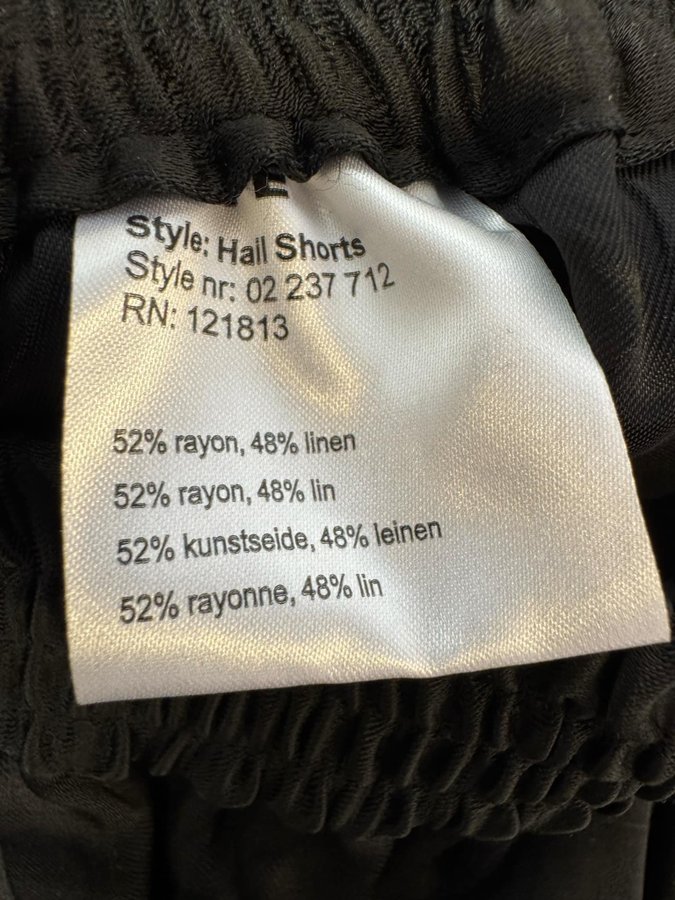 Style: Hail Shorts
Style nr: 02 237 712
RN: 121813
52% rayon, 48% linen
52% rayon, 48% lin
52% kunstseide, 48% leinen
52% rayonne, 48% lin